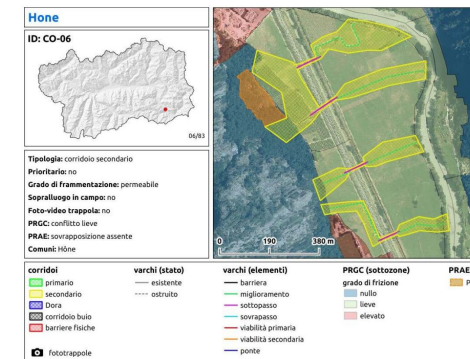 Hone
ID: CO-06
06/83
Tipologia: corridoio secondario
Prioritario: no
Grado di frammentazione: permeabile
Sopralluogo in campo: no
Foto-video trappola: no
PRGC: conflitto lieve
PRAE: sovrapposizione assente
Comuni: Hône
0 190 380 m
corridoi
primario
secondario
Dora
corridoio buio
barriere fisiche
fototrappole
varchi (stato)
esistente
ostruito
varchi (elementi)
barriera
miglioramento
sottopasso
sovrapasso
viabilità primaria
viabilità secondaria
ponte
PRGC (sottozone)
grado di frizione
nullo
lieve
elevato
PRAE
P